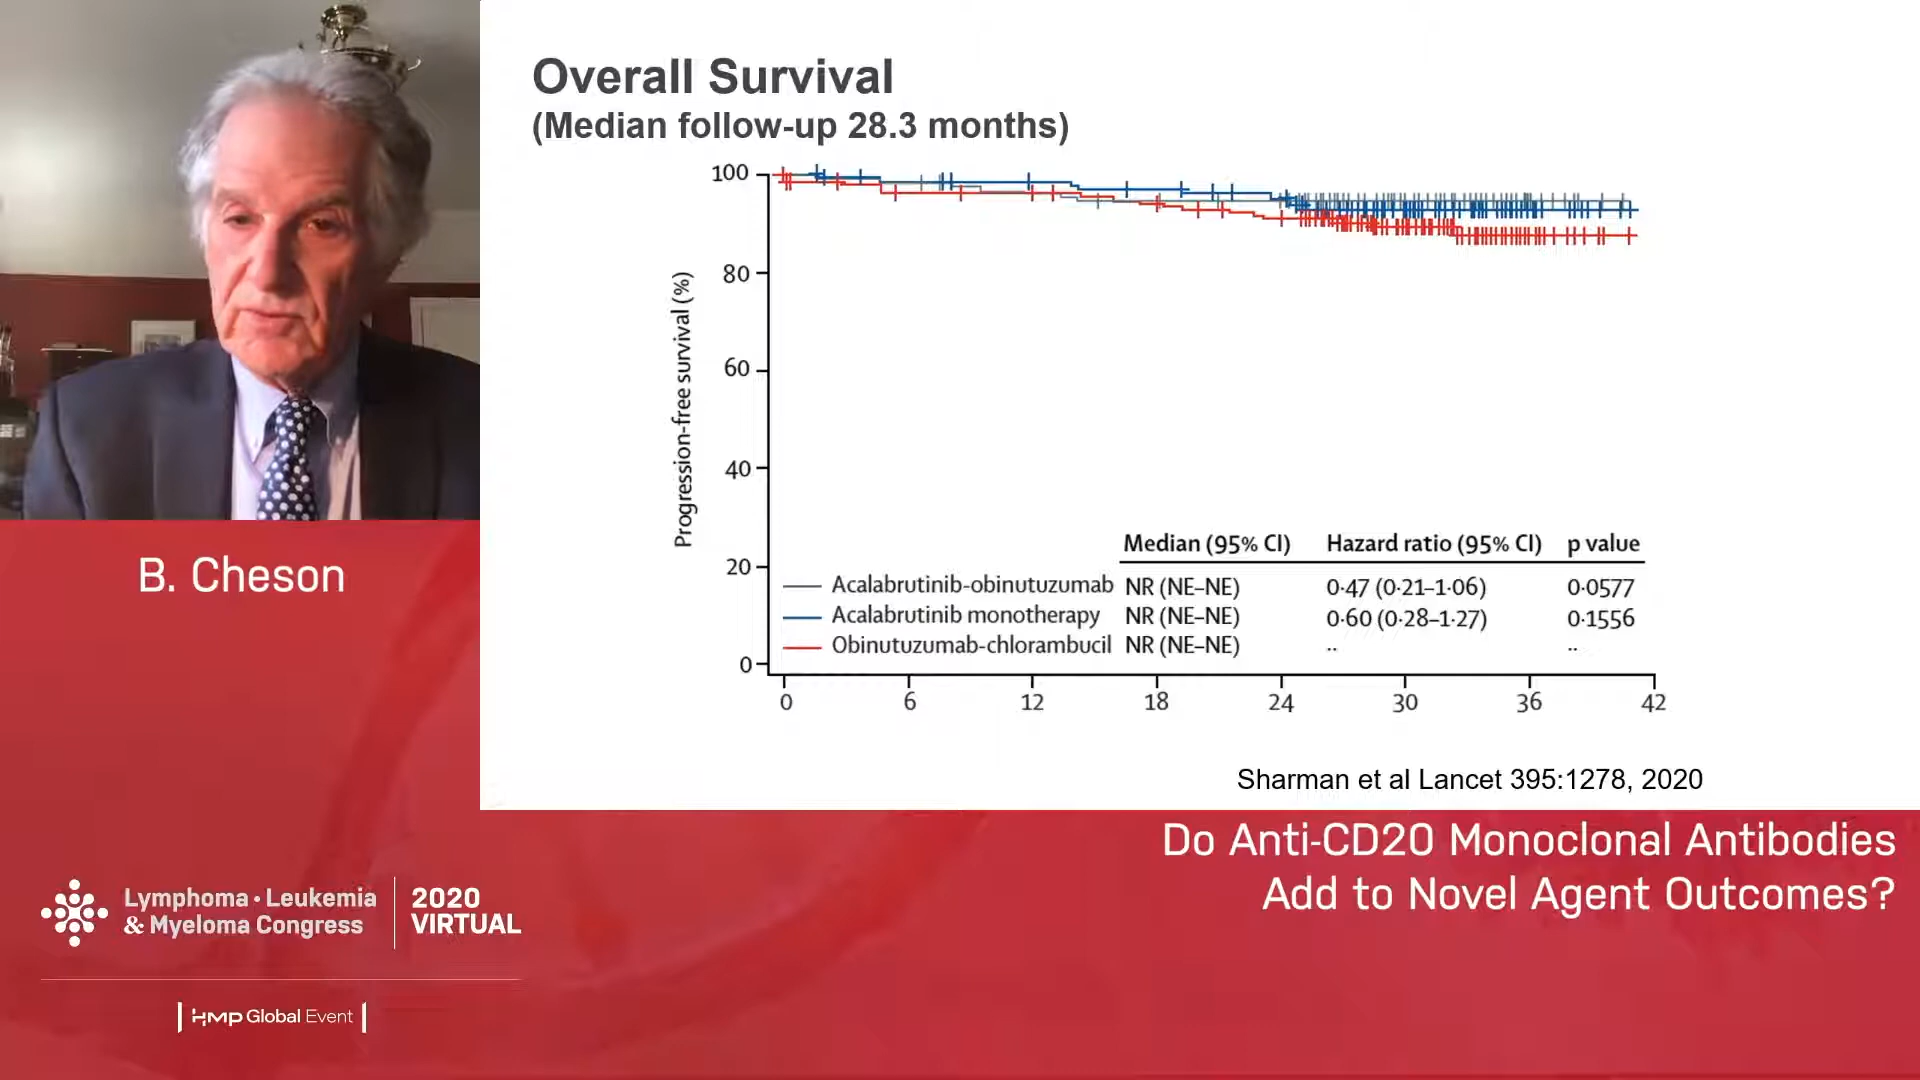 Overall Survival
(Median follow-up 28.3 months)
Progression-free survival (%)
100
80
60
40
20
0
Median (95% CI) Hazard ratio (95% CI) p value
Acalabrutinib-obinutuzumab NR (NE–NE) 0·47 (0·21–1·06) 0·0577
Acalabrutinib monotherapy NR (NE–NE) 0·60 (0·28–1·27) 0·1556
Obinutuzumab-chlorambucil NR (NE–NE) ·· ··
0 6 12 18 24 30 36 42
Sharman et al Lancet 395:1278, 2020
B. Cheson
Do Anti-CD20 Monoclonal Antibodies
Add to Novel Agent Outcomes?
Lymphoma · Leukemia
& Myeloma Congress
2020
VIRTUAL
HMP Global Event